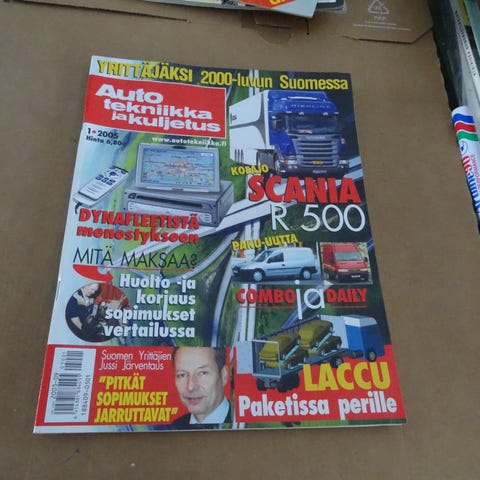 YRITTÄJÄKSI 2000-luvun Suomessa
Auto
tekniikka
ja kuljetus
1•2005
Hinta 6,80€
www.autotekniikka.fi
KOEAJO
SCANIA
R 500
DYNAFLEETISTÄ
menestykseen
PAKU-UUTTA
MITÄ MAKSAA?
Huolto -ja
korjaus
sopimukset
vertailussa
COMBO ja DAILY
Suomen Yrittäjien
Jussi Järventaus
"PITKÄT
SOPIMUKSET
JARRUTTAVAT"
LACCU
Paketissa perille
PAP